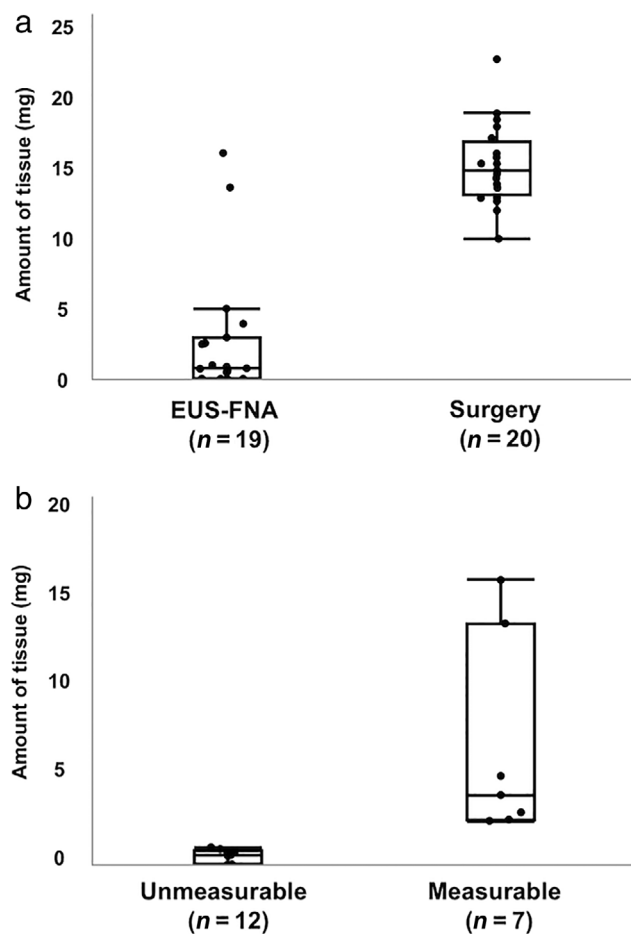 a
Amount of tissue (mg)
25
20
15
10
5
0
EUS-FNA
Surgery
(n = 19)
(n = 20)
b
Amount of tissue (mg)
20
15
10
5
0
Unmeasurable
Measurable
(n = 12)
(n = 7)